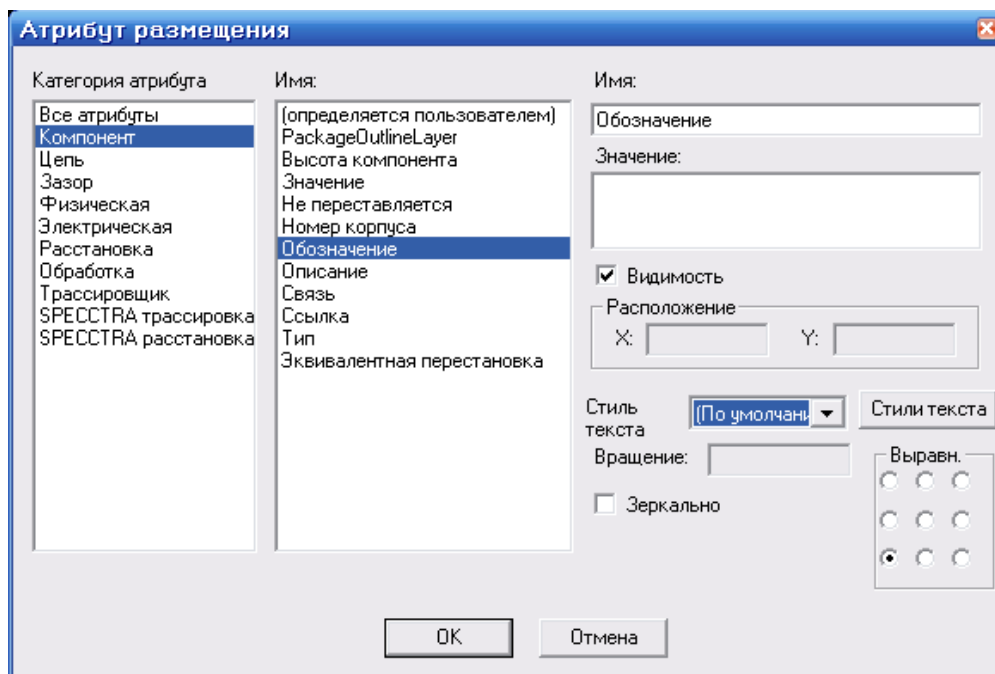 Атрибут размещения
Категория атрибута
Все атрибуты
Компонент
Цепь
Зазор
Физическая
Электрическая
Расстановка
Обработка
Трассировщик
SPECCTRA трассировка
SPECCTRA расстановка
Имя:
(определяется пользователем)
PackageOutlineLayer
Высота компонента
Значение
Не переставляется
Номер корпуса
Обозначение
Описание
Связь
Ссылка
Тип
Эквивалентная перестановка
Имя:
Обозначение
Значение:
Видимость
Расположение
X: Y:
Стиль
текста
(По умолчани
Стили текста
Вращение:
Выравн.
Зеркально
OK
Отмена